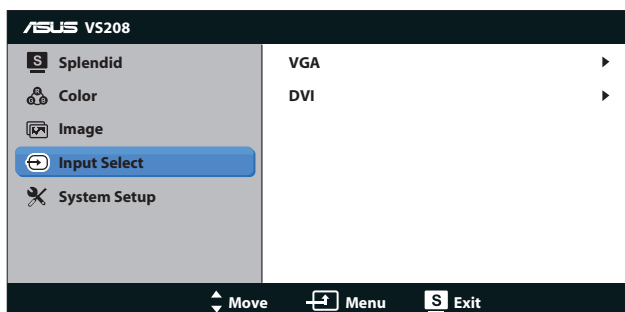 ASUS VS208
S Splendid
VGA
R G B Color
DVI
Image
Input Select
System Setup
Move Menu S Exit